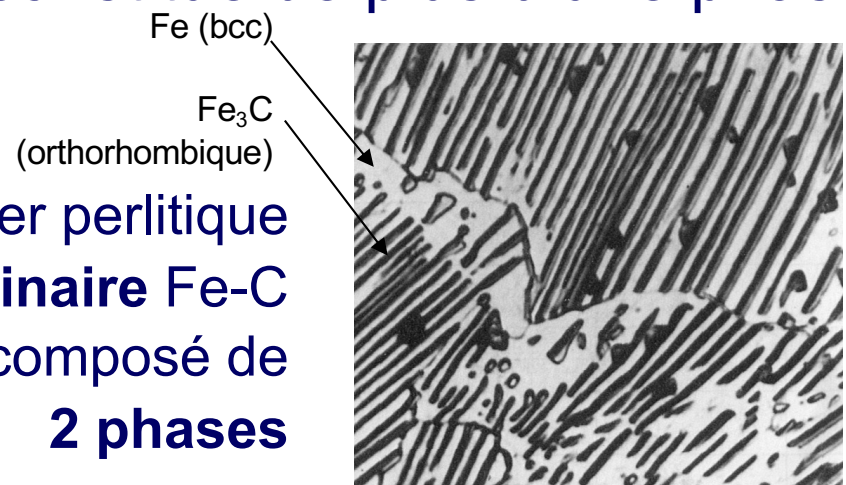 Fe (bcc)
Fe₃C
(orthorhombique)
er perlitique
inaire Fe-C
composé de
2 phases